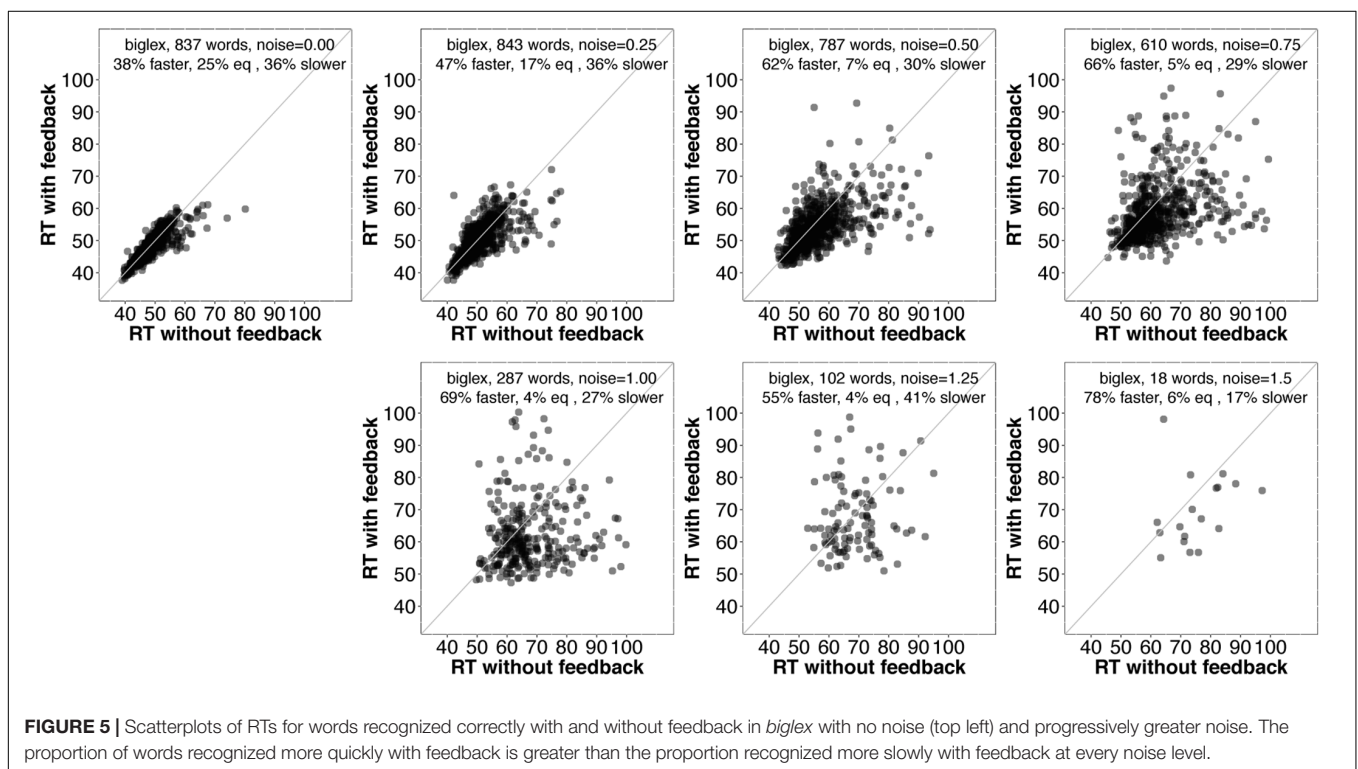 biglex, 837 words, noise=0.00
38% faster, 25% eq , 36% slower
RT with feedback
100
90
80
70
60
50
40
40 50 60 70 80 90 100
RT without feedback
biglex, 843 words, noise=0.25
47% faster, 17% eq , 36% slower
RT with feedback
100
90
80
70
60
50
40
40 50 60 70 80 90 100
RT without feedback
biglex, 787 words, noise=0.50
62% faster, 7% eq , 30% slower
RT with feedback
100
90
80
70
60
50
40
40 50 60 70 80 90 100
RT without feedback
biglex, 610 words, noise=0.75
66% faster, 5% eq , 29% slower
RT with feedback
100
90
80
70
60
50
40
40 50 60 70 80 90 100
RT without feedback
biglex, 287 words, noise=1.00
69% faster, 4% eq , 27% slower
RT with feedback
100
90
80
70
60
50
40
40 50 60 70 80 90 100
RT without feedback
biglex, 102 words, noise=1.25
55% faster, 4% eq , 41% slower
RT with feedback
100
90
80
70
60
50
40
40 50 60 70 80 90 100
RT without feedback
biglex, 18 words, noise=1.5
78% faster, 6% eq , 17% slower
RT with feedback
100
90
80
70
60
50
40
40 50 60 70 80 90 100
RT without feedback
FIGURE 5 | Scatterplots of RTs for words recognized correctly with and without feedback in biglex with no noise (top left) and progressively greater noise. The
proportion of words recognized more quickly with feedback is greater than the proportion recognized more slowly with feedback at every noise level.